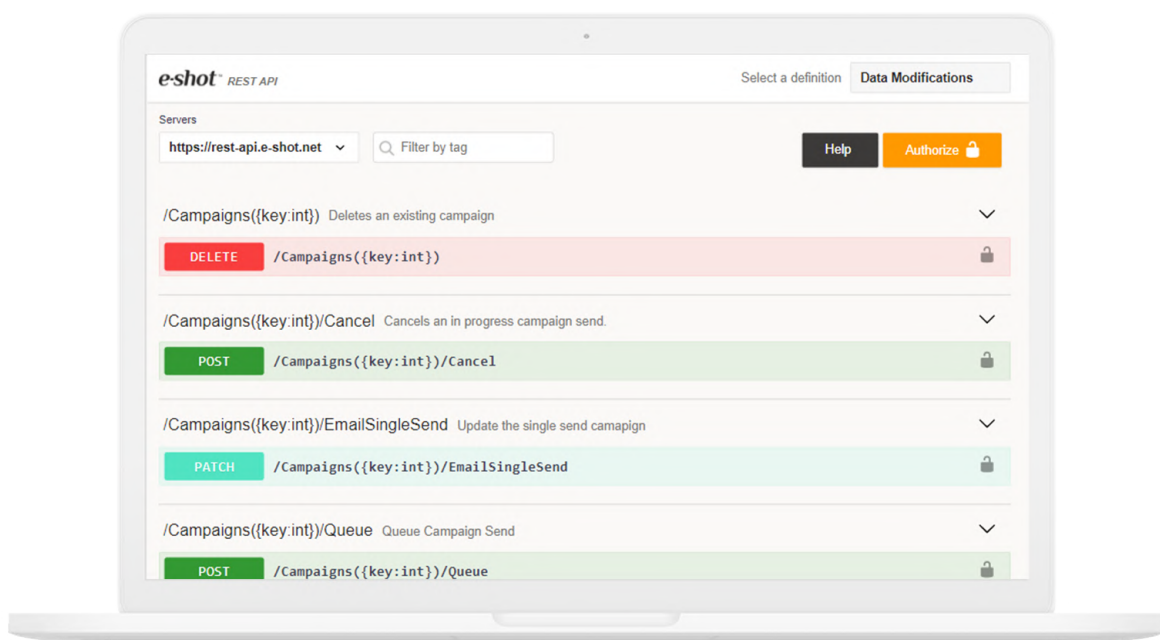 e-shot™ REST API
Select a definition Data Modifications
Servers
https://rest-api.e-shot.net Filter by tag Help Authorize
/Campaigns({key:int}) Deletes an existing campaign
DELETE /Campaigns({key:int})
/Campaigns({key:int})/Cancel Cancels an in progress campaign send.
POST /Campaigns({key:int})/Cancel
/Campaigns({key:int})/EmailSingleSend Update the single send camapign
PATCH /Campaigns({key:int})/EmailSingleSend
/Campaigns({key:int})/Queue Queue Campaign Send
POST /Campaigns({key:int})/Queue